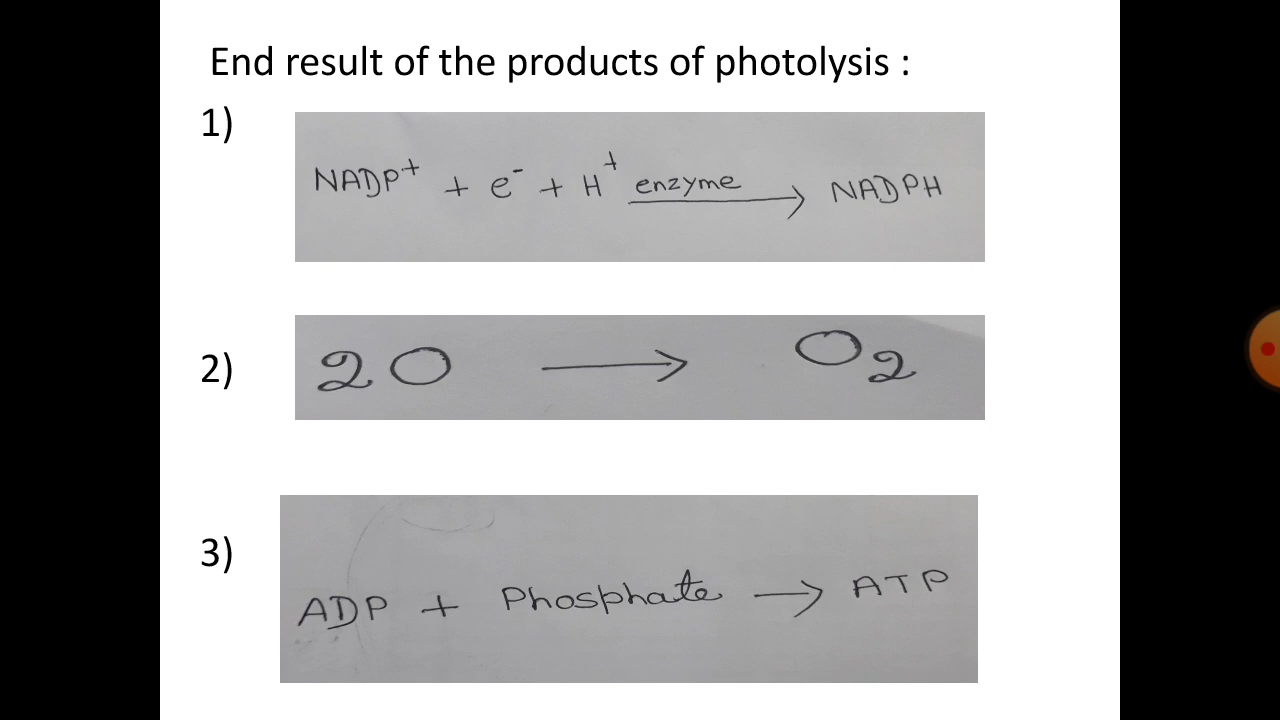 End result of the products of photolysis :
1)
NADP⁺ + e⁻ + H⁺ enzyme → NADPH
2)
2O → O₂
3)
ADP + Phosphate → ATP